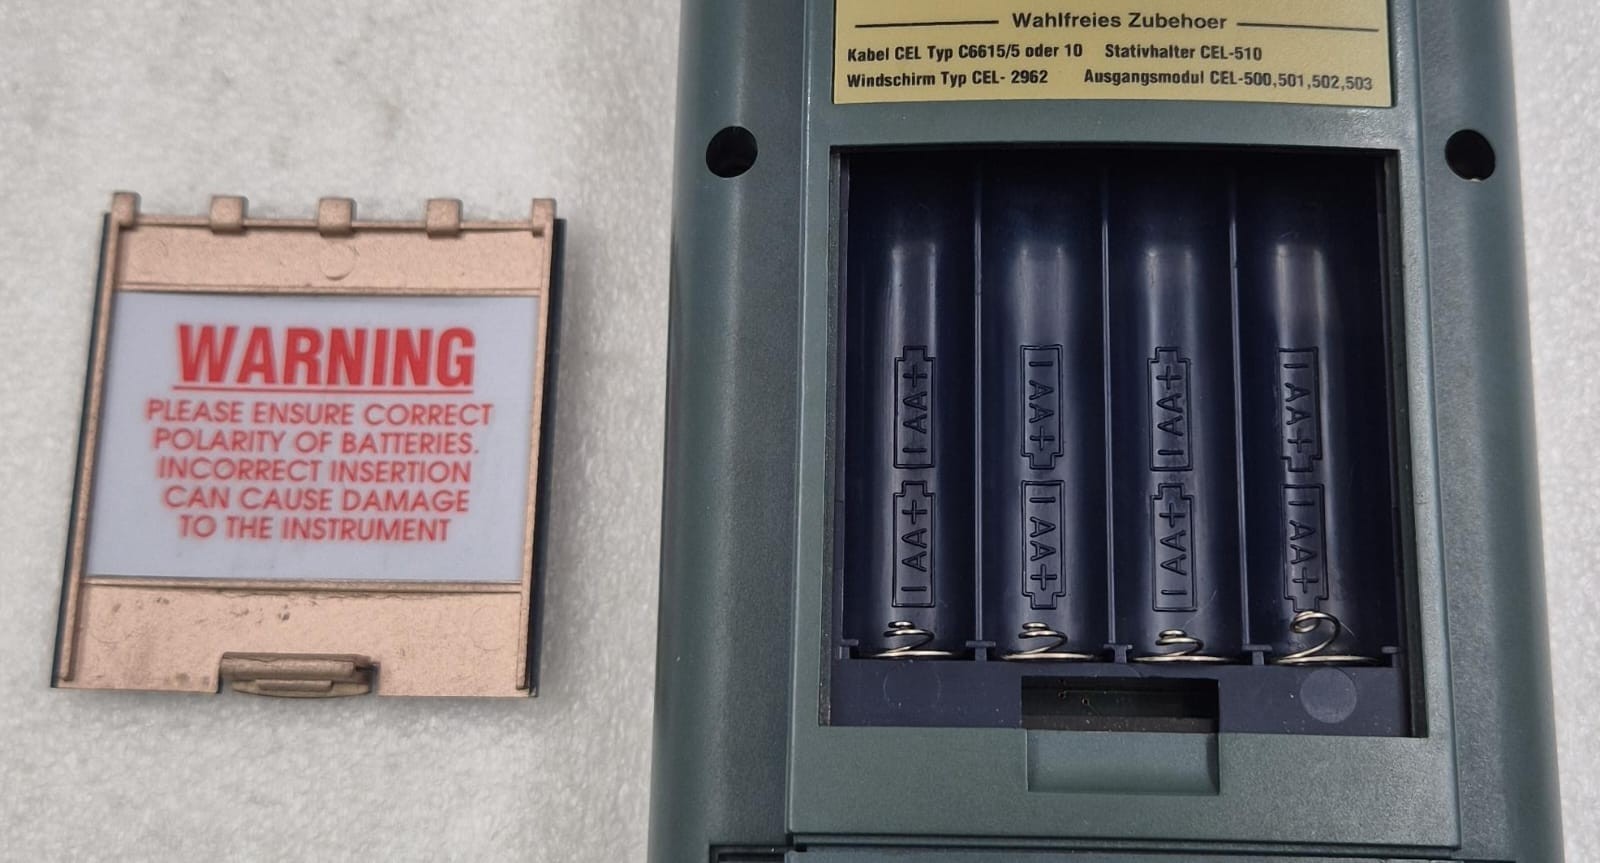 Wahlfreies Zubehoer
Kabel CEL Typ C6615/5 oder 10 Stativhalter CEL-510
Windschirm Typ CEL- 2962 Ausgangsmodul CEL-500,501,502,503
WARNING
PLEASE ENSURE CORRECT
POLARITY OF BATTERIES.
INCORRECT INSERTION
CAN CAUSE DAMAGE
TO THE INSTRUMENT
| AA+
| AA+
| AA+
| AA+
| AA+
| AA+
| AA+
| AA+